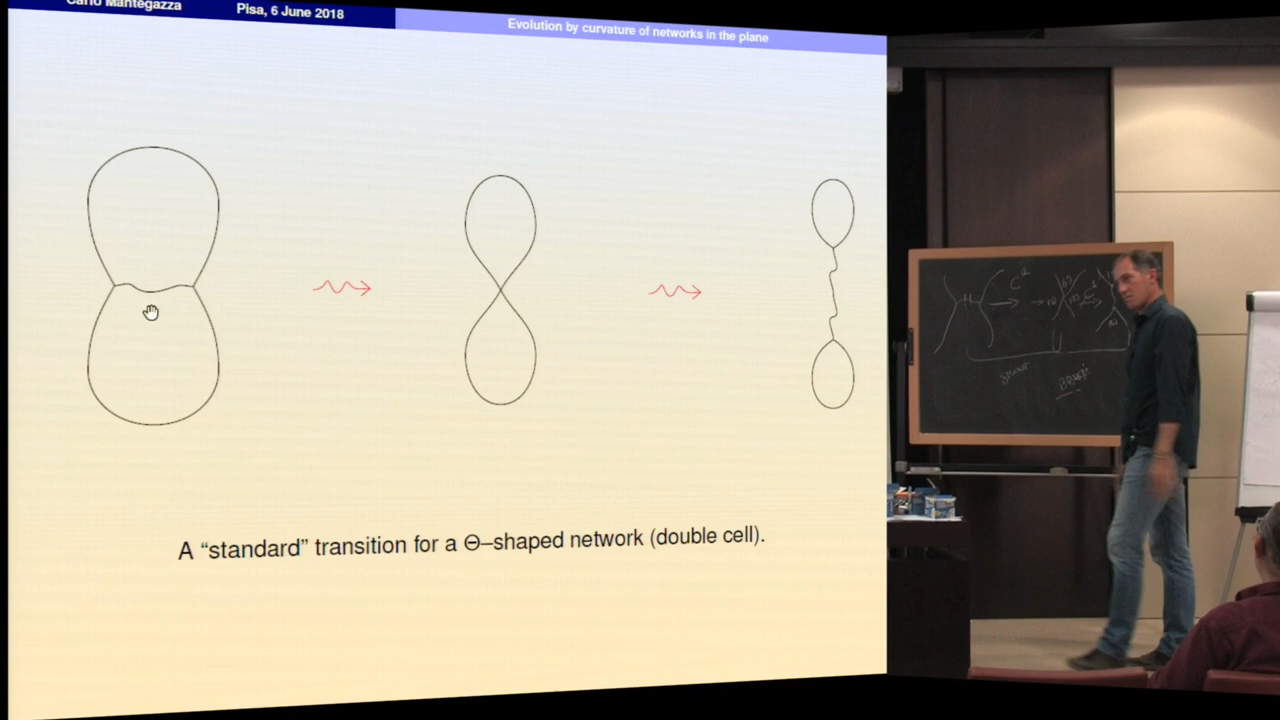 Carlo Mantegazza
Pisa, 6 June 2018
Evolution by curvature of networks in the plane
A “standard” transition for a Θ–shaped network (double cell).